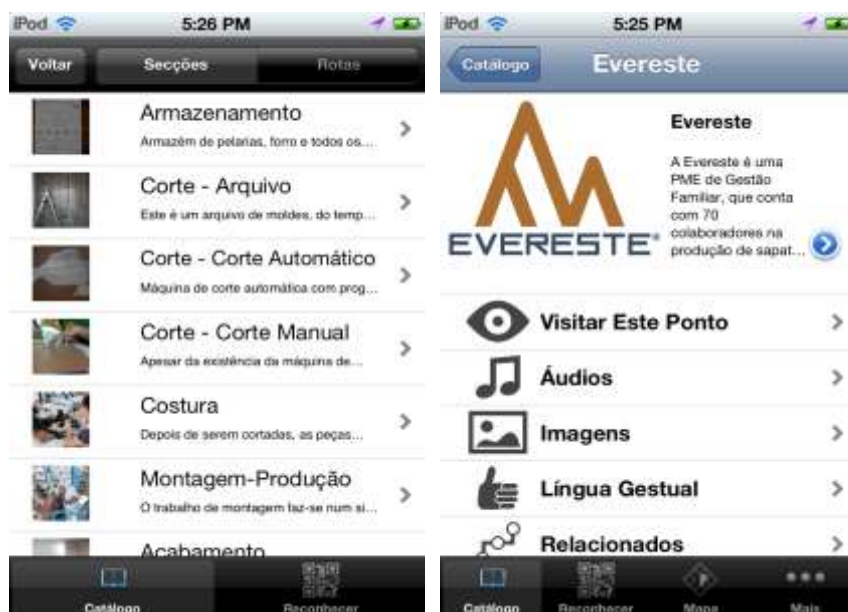 iPod 5:26 PM
Voltar Secções Rotas
Armazenamento
Armazém de pelarias, forro e todos os...
Corte - Arquivo
Este é um arquivo de moldes, do temp...
Corte - Corte Automático
Máquina de corte automática com prog...
Corte - Corte Manual
Apesar da existência da máquina de...
Costura
Depois de serem cortadas, as peças...
Montagem-Produção
O trabalho de montagem faz-se num si...
Acabamento
Catálogo Reconhecer
iPod 5:25 PM
Catálogo Evereste
EVERESTE
Evereste
A Evereste é uma
PME de Gestão
Familiar, que conta
com 70
colaboradores na
produção de sapat...
Visitar Este Ponto
Áudios
Imagens
Língua Gestual
Relacionados
Catálogo Reconhecer Mapa Mais